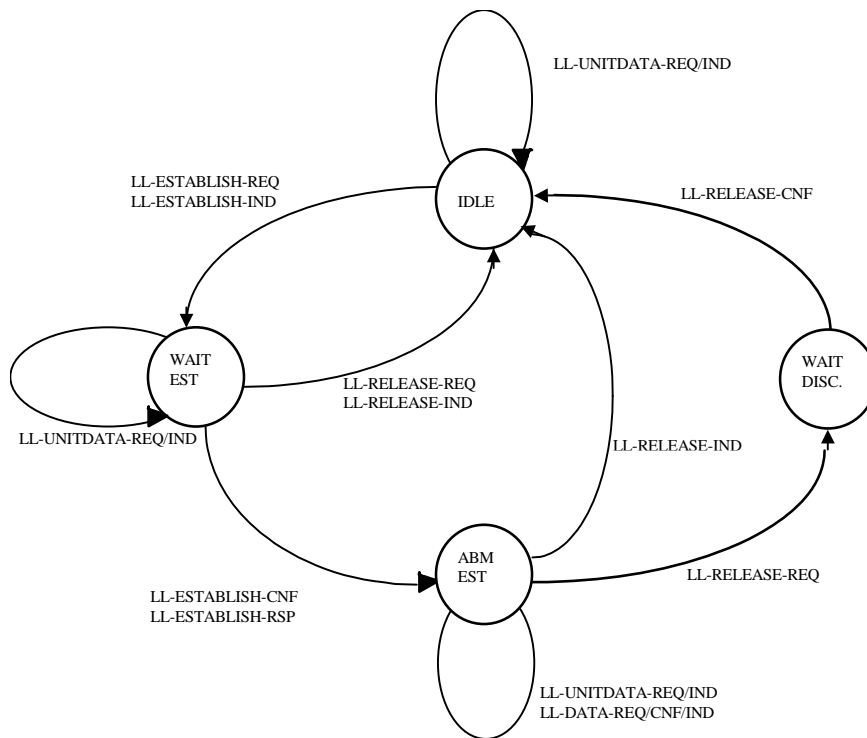 LL-UNITDATA-REQ/IND
LL-ESTABLISH-REQ
LL-ESTABLISH-IND
IDLE
LL-RELEASE-CNF
WAIT
EST
WAIT
DISC.
LL-RELEASE-REQ
LL-RELEASE-IND
LL-UNITDATA-REQ/IND
LL-RELEASE-IND
ABM
EST
LL-RELEASE-REQ
LL-ESTABLISH-CNF
LL-ESTABLISH-RSP
LL-UNITDATA-REQ/IND
LL-DATA-REQ/CNF/IND